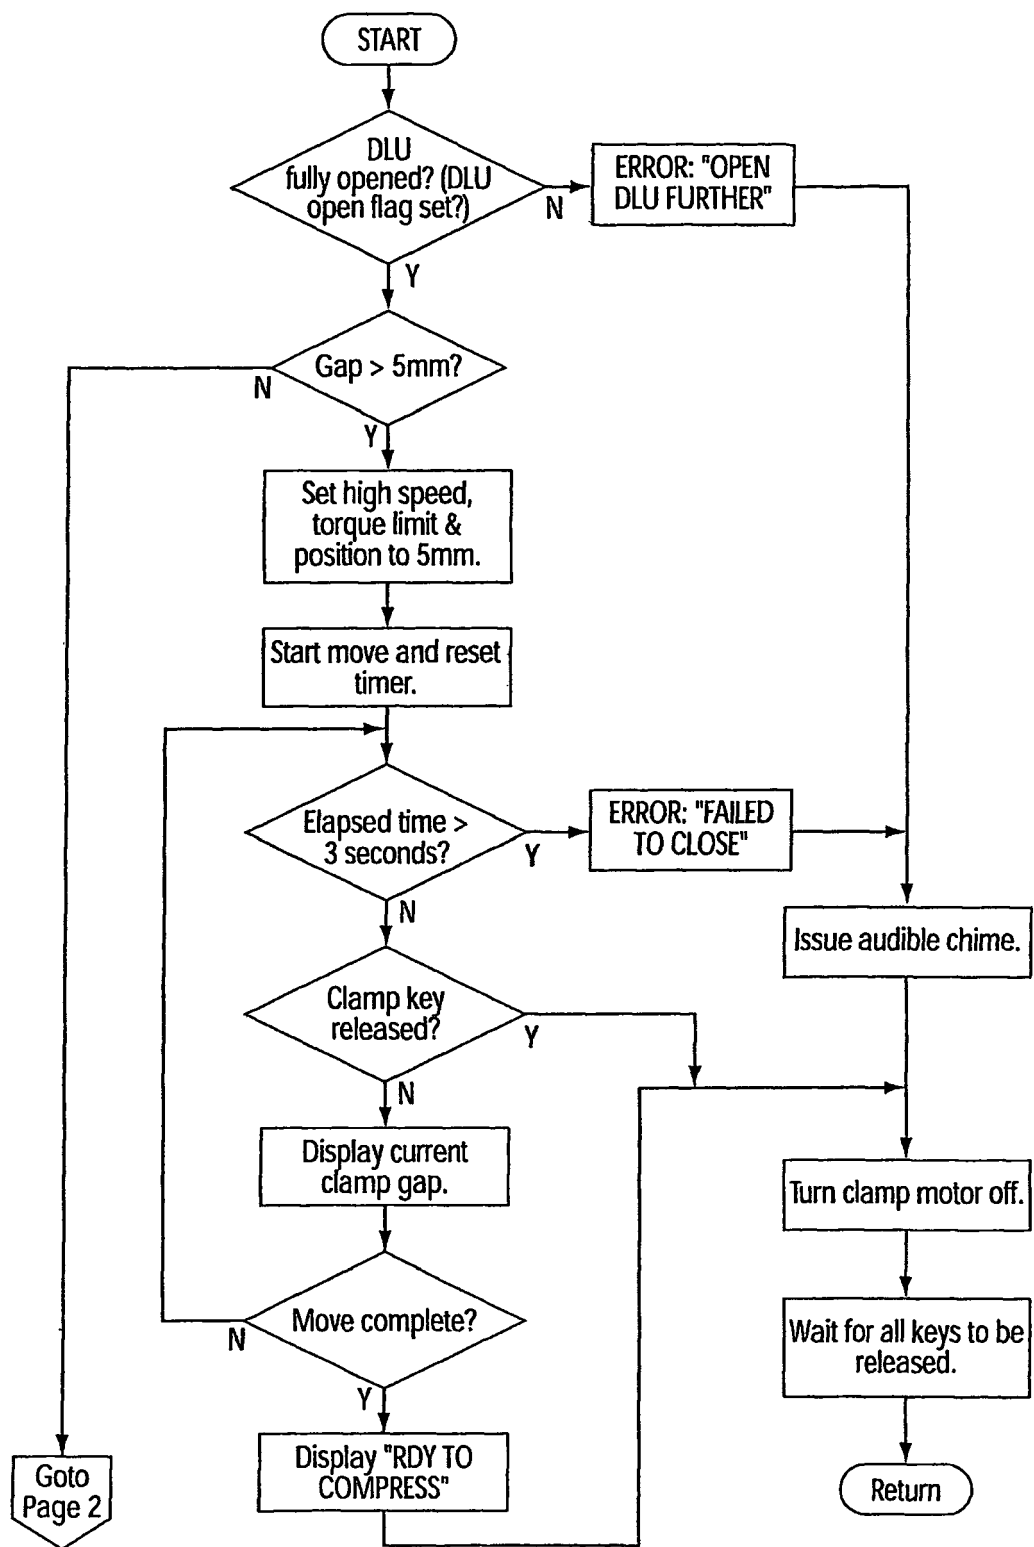 START
DLU
fully opened? (DLU
open flag set?)
N
ERROR: "OPEN
DLU FURTHER"
Y
Gap > 5mm?
N
Y
Set high speed,
torque limit &
position to 5mm.
Start move and reset
timer.
Elapsed time >
3 seconds?
Y
ERROR: "FAILED
TO CLOSE"
N
Issue audible chime.
Clamp key
released?
Y
N
Display current
clamp gap.
Turn clamp motor off.
Move complete?
N
Wait for all keys to be
released.
Y
Display "RDY TO
COMPRESS"
Goto
Page 2
Return